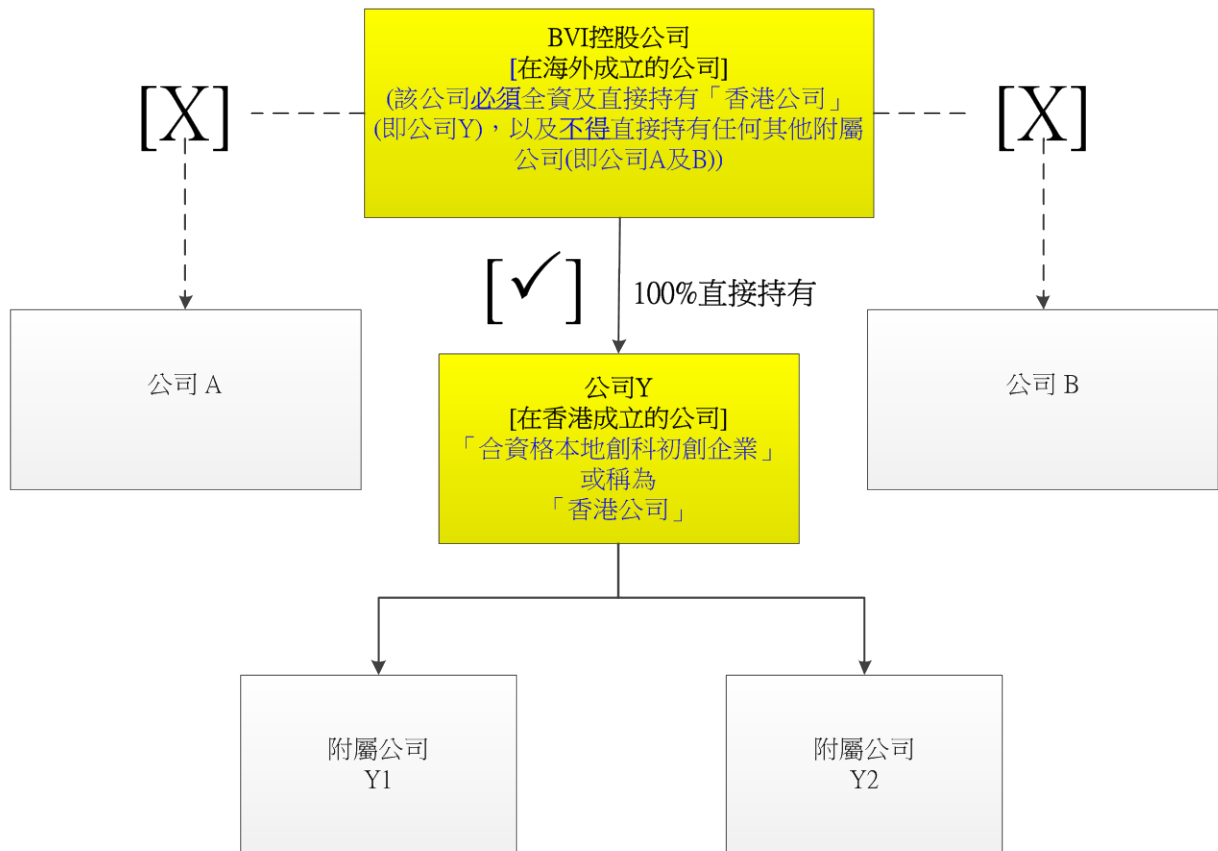 BVI控股公司
[在海外成立的公司]
(該公司必須全資及直接持有「香港公司」
(即公司Y)，以及不得直接持有任何其他附屬
公司(即公司A及B))
[X]
[X]
[✓]
100%直接持有
公司 A
公司Y
[在香港成立的公司]
「合資格本地創科初創企業」
或稱為
「香港公司」
公司 B
附屬公司
Y1
附屬公司
Y2